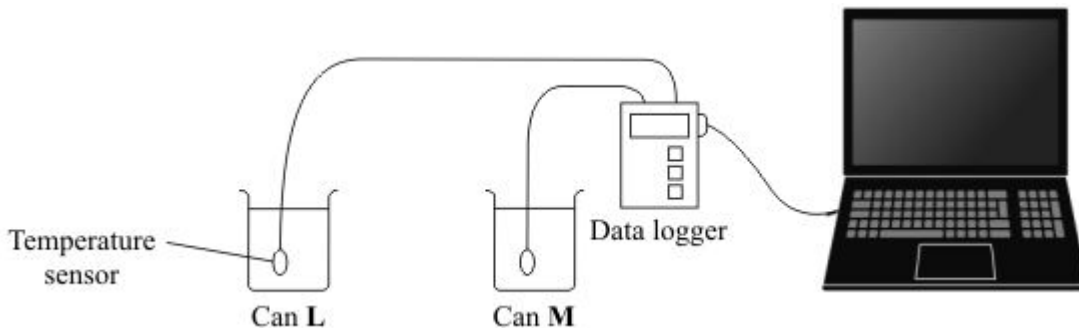 Temperature
sensor
Can L
Can M
Data logger